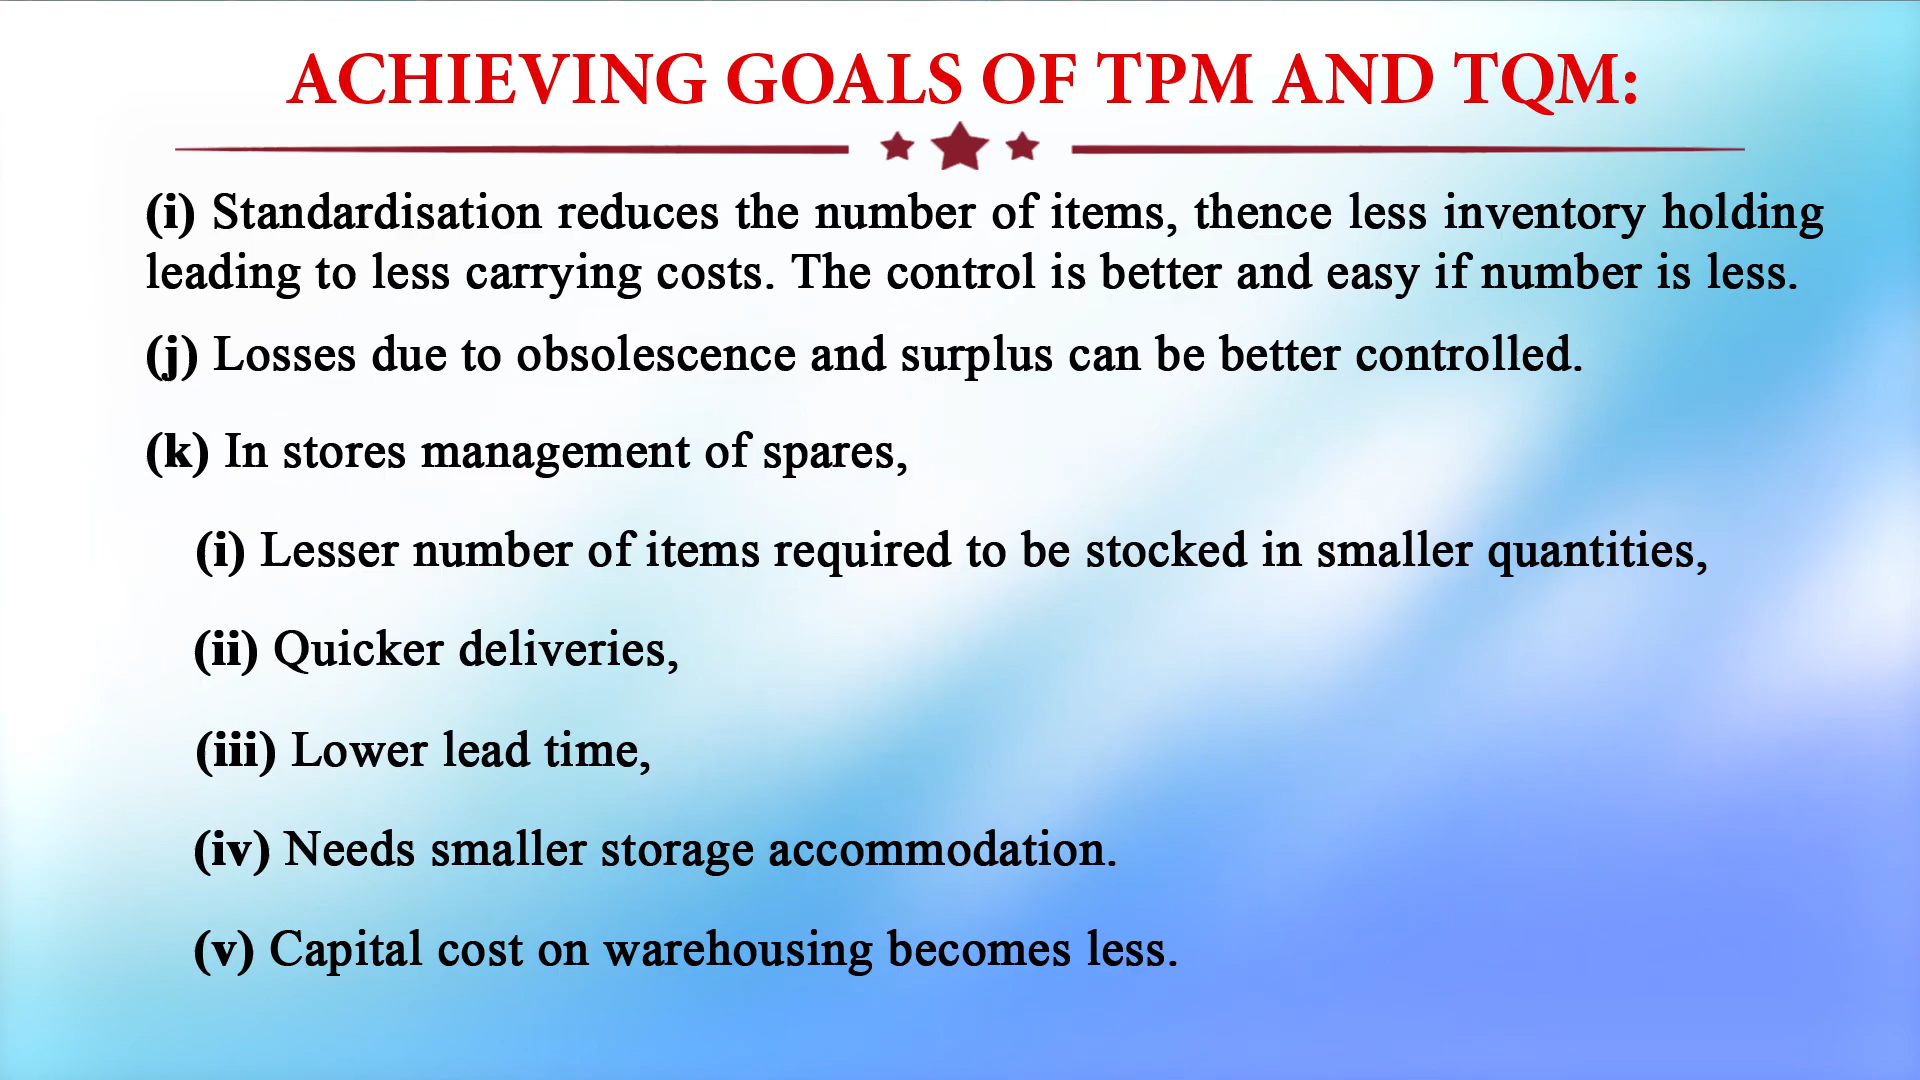 ACHIEVING GOALS OF TPM AND TQM:
(i) Standardisation reduces the number of items, thence less inventory holding
leading to less carrying costs. The control is better and easy if number is less.
(j) Losses due to obsolescence and surplus can be better controlled.
(k) In stores management of spares,
(i) Lesser number of items required to be stocked in smaller quantities,
(ii) Quicker deliveries,
(iii) Lower lead time,
(iv) Needs smaller storage accommodation.
(v) Capital cost on warehousing becomes less.